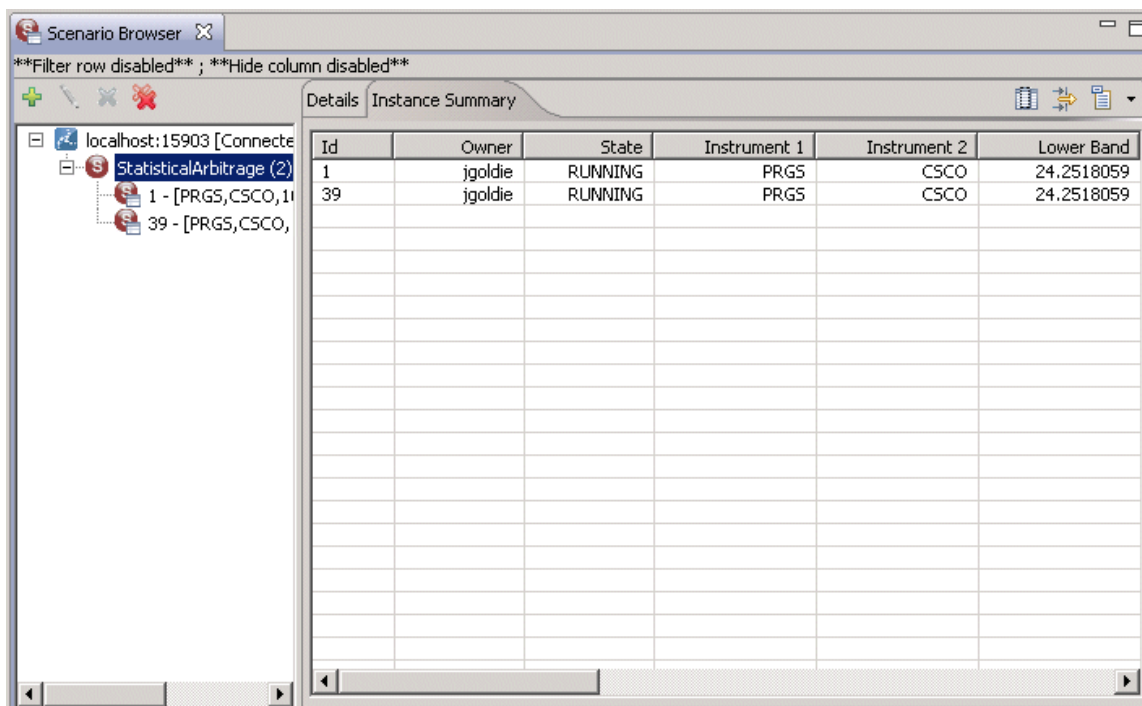 Scenario Browser
**Filter row disabled** ; **Hide column disabled**
Details Instance Summary
localhost:15903 [Connecte
StatisticalArbitrage (2)
1 - [PRGS,CSCO,10
39 - [PRGS,CSCO,
Id Owner State Instrument 1 Instrument 2 Lower Band
1 jgoldie RUNNING PRGS CSCO 24.2518059
39 jgoldie RUNNING PRGS CSCO 24.2518059